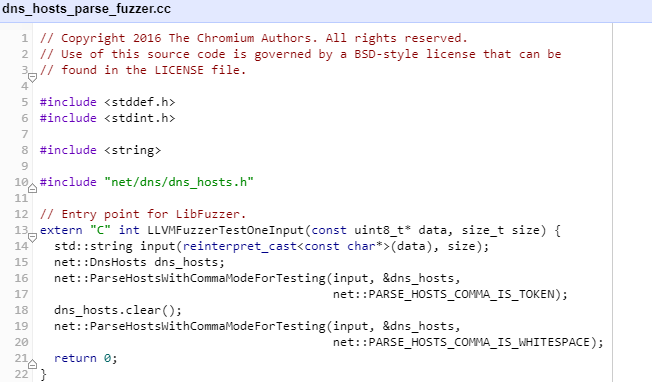 dns_hosts_parse_fuzzer.cc
1 // Copyright 2016 The Chromium Authors. All rights reserved.
2 // Use of this source code is governed by a BSD-style license that can be
3 // found in the LICENSE file.
4
5 #include <stddef.h>
6 #include <stdint.h>
7
8 #include <string>
9
10 #include "net/dns/dns_hosts.h"
11
12 // Entry point for LibFuzzer.
13 extern "C" int LLVMFuzzerTestOneInput(const uint8_t* data, size_t size) {
14   std::string input(reinterpret_cast<const char*>(data), size);
15   net::DnsHosts dns_hosts;
16   net::ParseHostsWithCommaModeForTesting(input, &dns_hosts,
17                                          net::PARSE_HOSTS_COMMA_IS_TOKEN);
18   dns_hosts.clear();
19   net::ParseHostsWithCommaModeForTesting(input, &dns_hosts,
20                                          net::PARSE_HOSTS_COMMA_IS_WHITESPACE);
21   return 0;
22 }